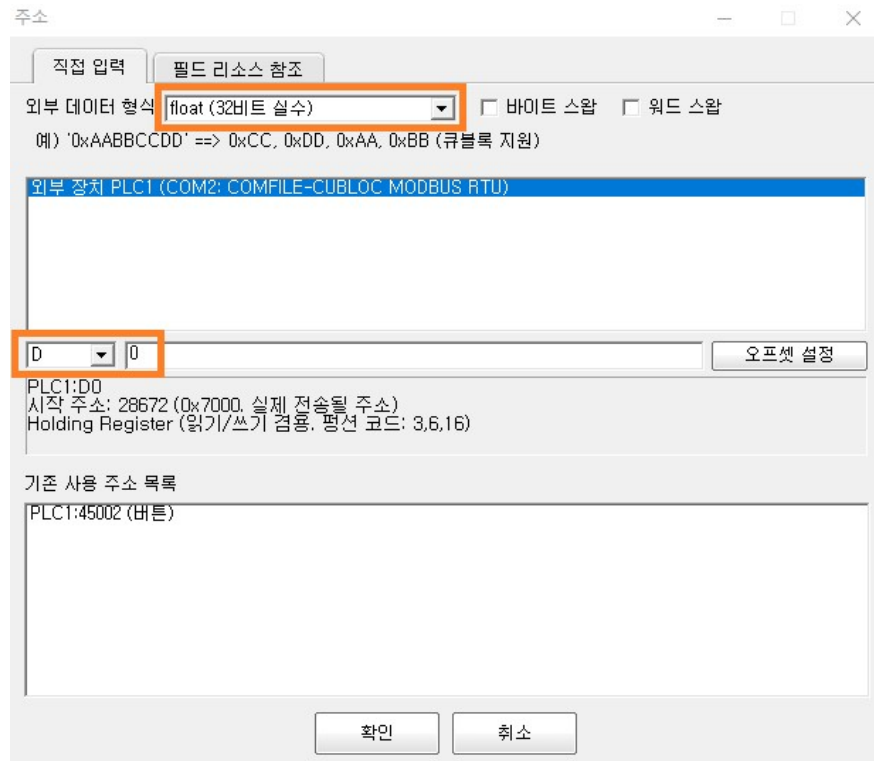 주소
직접 입력 필드 리소스 참조
외부 데이터 형식 float (32비트 실수) 바이트 스왑 워드 스왑
예) '0xAABBCCDD' ==> 0xCC, 0xDD, 0xAA, 0xBB (큐블록 지원)
외부 장치 PLC1 (COM2: COMFILE-CUBLOC MODBUS RTU)
D 0 오프셋 설정
PLC1:D0
시작 주소: 28672 (0x7000, 실제 전송될 주소)
Holding Register (읽기/쓰기 겸용, 펑션 코드: 3,6,16)
기존 사용 주소 목록
PLC1:45002 (버튼)
확인 취소